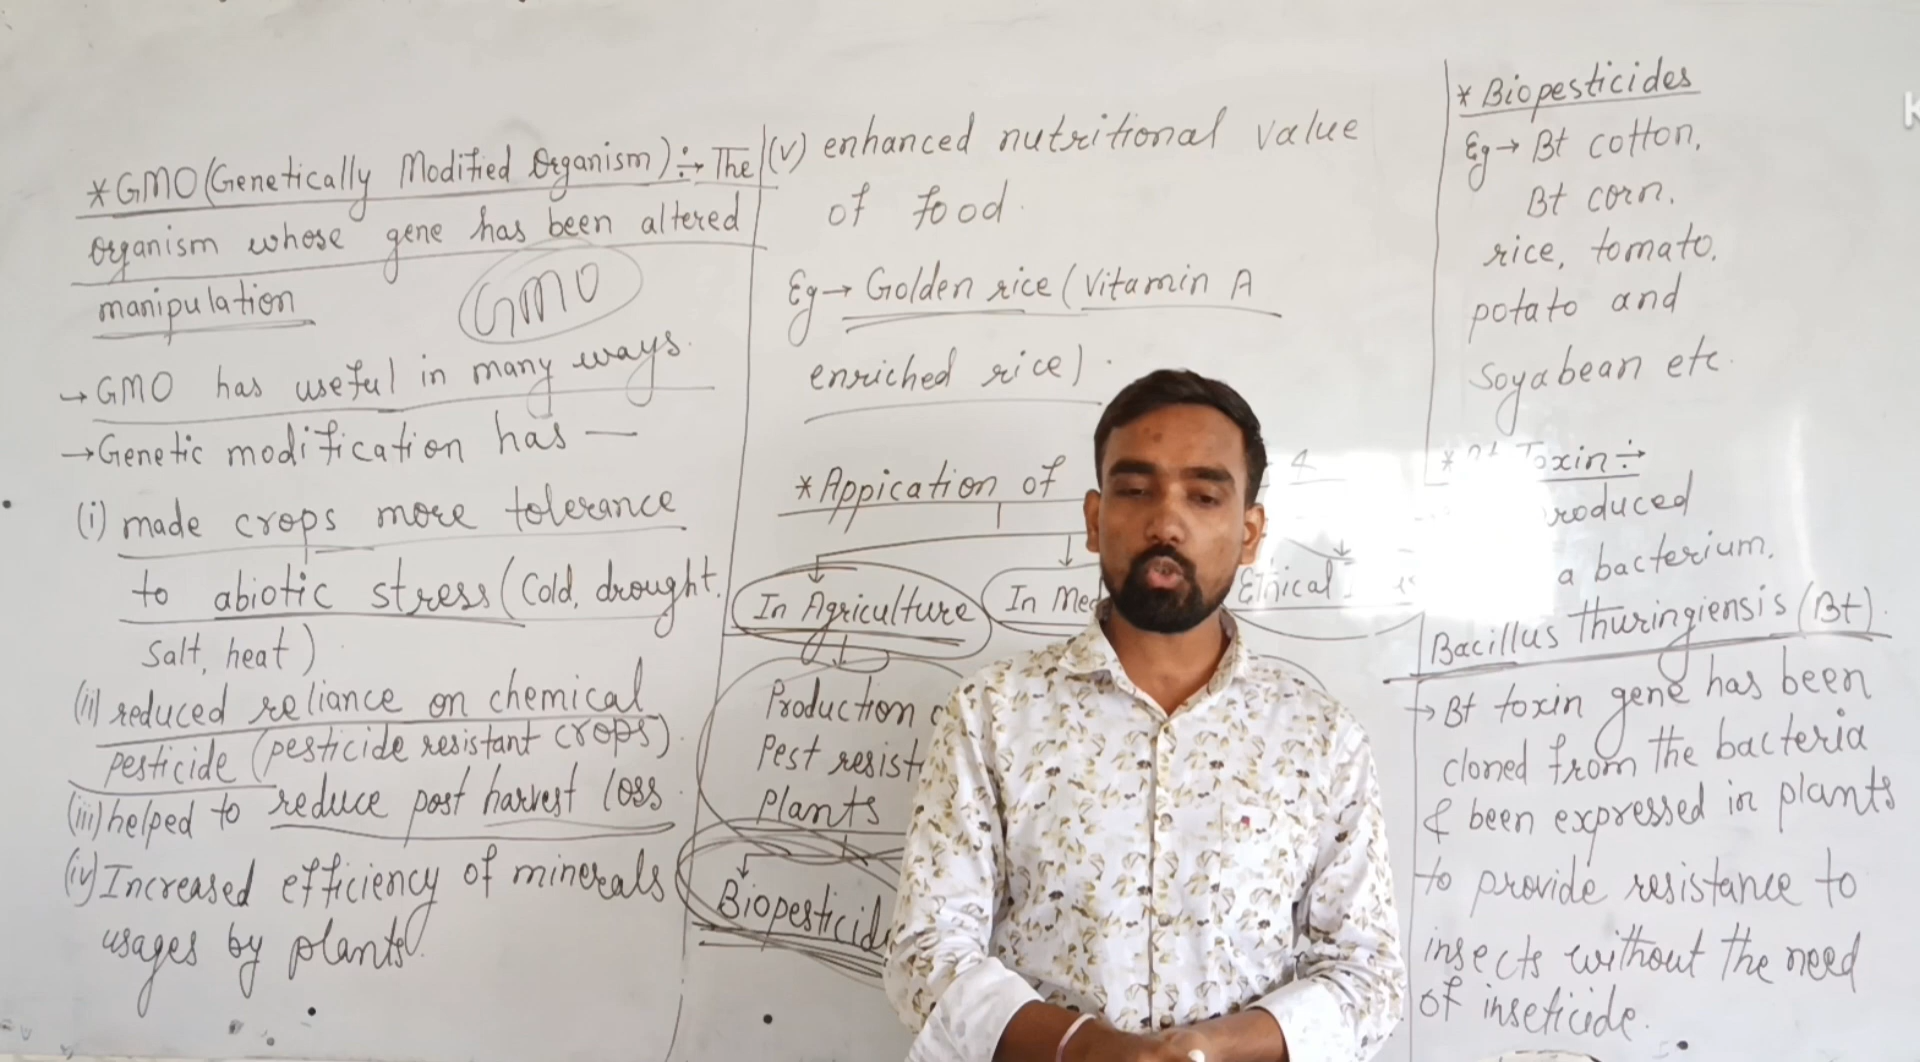 *GMO (Genetically Modified Organism) ÷→ The
organism whose gene has been altered
manipulation
GMO
→ GMO has useful in many ways.
→ Genetic modification has —
(i) made crops more tolerance
to abiotic stress (Cold, drought,
Salt, heat)
(ii) reduced reliance on chemical
pesticide (pesticide resistant crops).
(iii) helped to reduce post harvest loss.
(iv) Increased efficiency of minerals
usages by plants.
(v) enhanced nutritional value
of food.
Eg → Golden rice (Vitamin A
enriched rice).
* Appication of
In Agriculture
In Med
Ethical
Production
Pest resist
plants
Biopesticid
* Biopesticides
Eg → Bt cotton,
Bt corn,
rice, tomato,
potato and
Soyabean etc.
* Toxin ÷→
roduced
a bacterium.
Bacillus thuringiensis (Bt).
→ Bt toxin gene has been
cloned from the bacteria
& been expressed in plants
to provide resistance to
insects without the need
of inseticide.